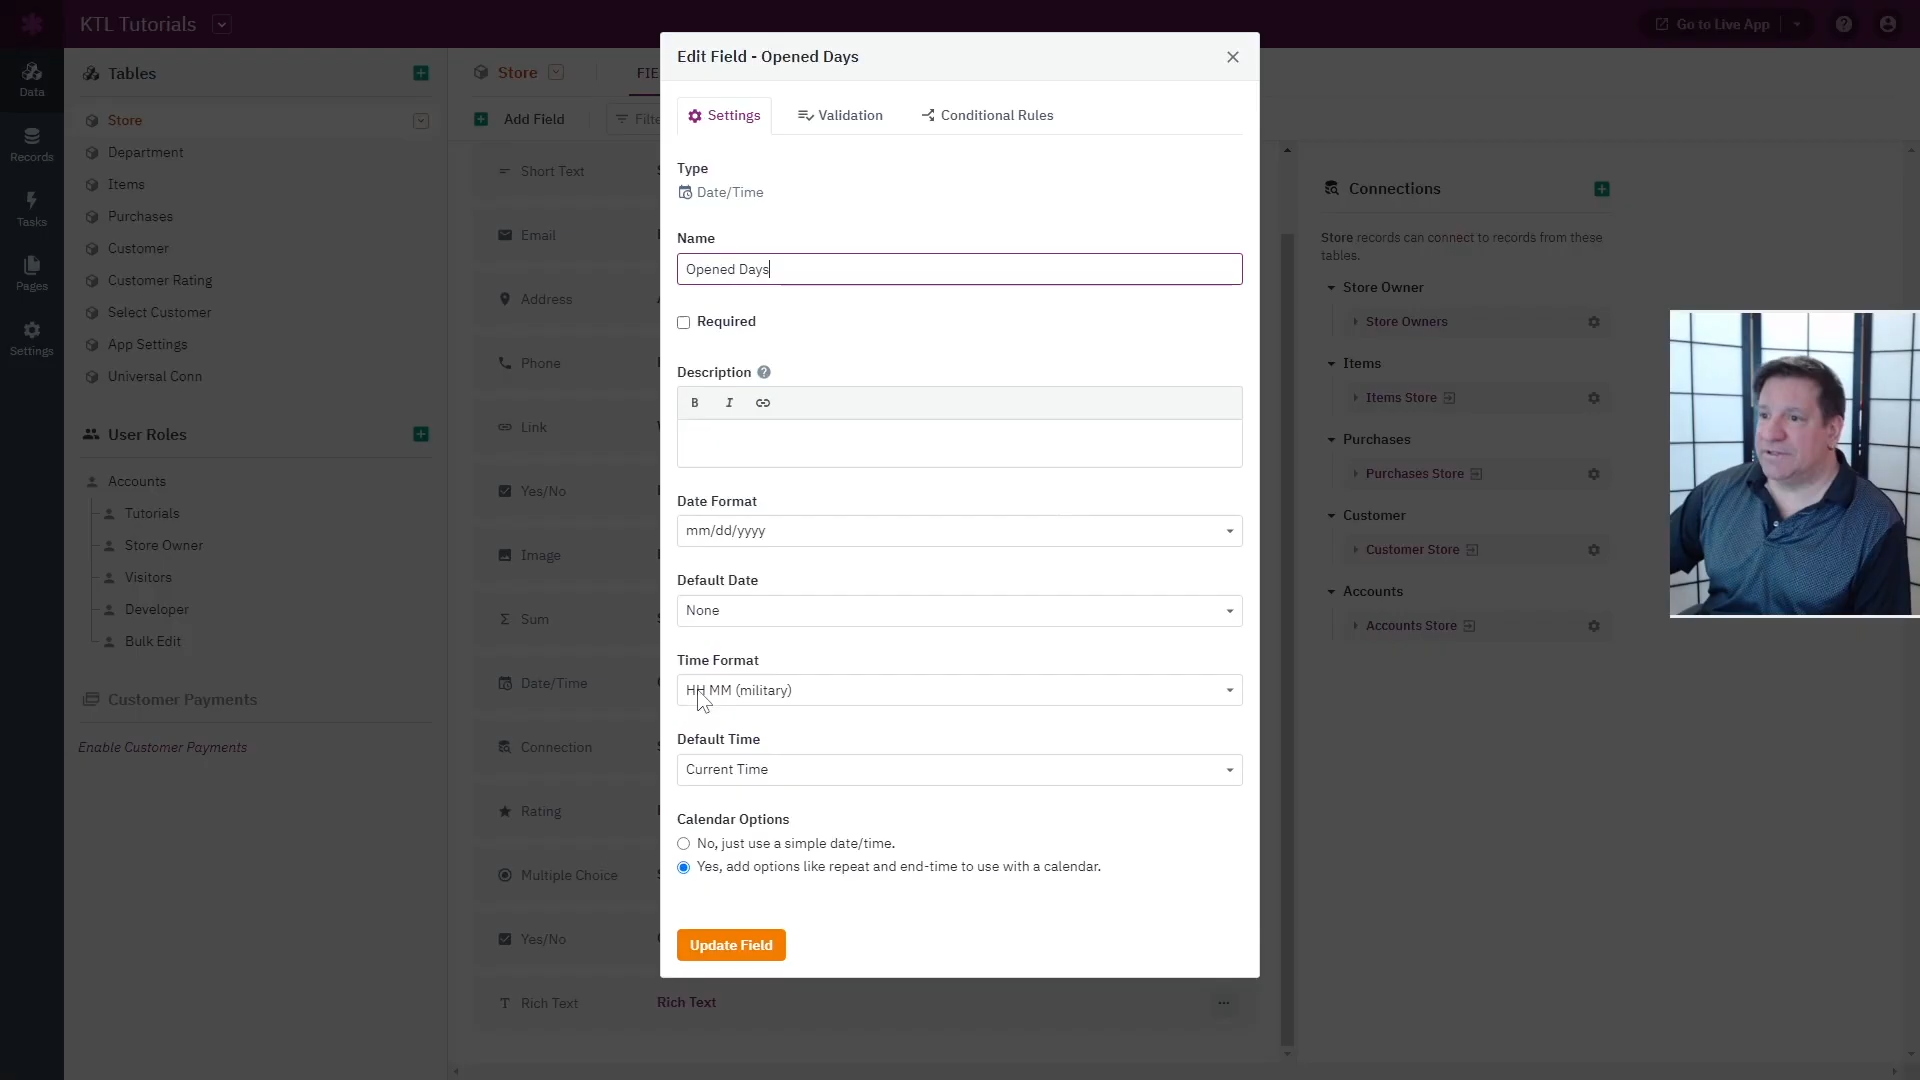 KTL Tutorials
Go to Live App
Data
Records
Tasks
Pages
Settings
Tables
Store
Department
Items
Purchases
Customer
Customer Rating
Select Customer
App Settings
Universal Conn
User Roles
Accounts
Tutorials
Store Owner
Visitors
Developer
Bulk Edit
Customer Payments
Enable Customer Payments
Store
FIE
Add Field
Filte
Short Text
Email
Address
Phone
Link
Yes/No
Image
Sum
Date/Time
Connection
Rating
Multiple Choice
Yes/No
Rich Text Rich Text
Edit Field - Opened Days
Settings Validation Conditional Rules
Type
Date/Time
Name
Opened Days
Required
Description
B I
Date Format
mm/dd/yyyy
Default Date
None
Time Format
HH MM (military)
Default Time
Current Time
Calendar Options
No, just use a simple date/time.
Yes, add options like repeat and end-time to use with a calendar.
Update Field
Connections
Store records can connect to records from these
tables.
Store Owner
Store Owners
Items
Items Store
Purchases
Purchases Store
Customer
Customer Store
Accounts
Accounts Store